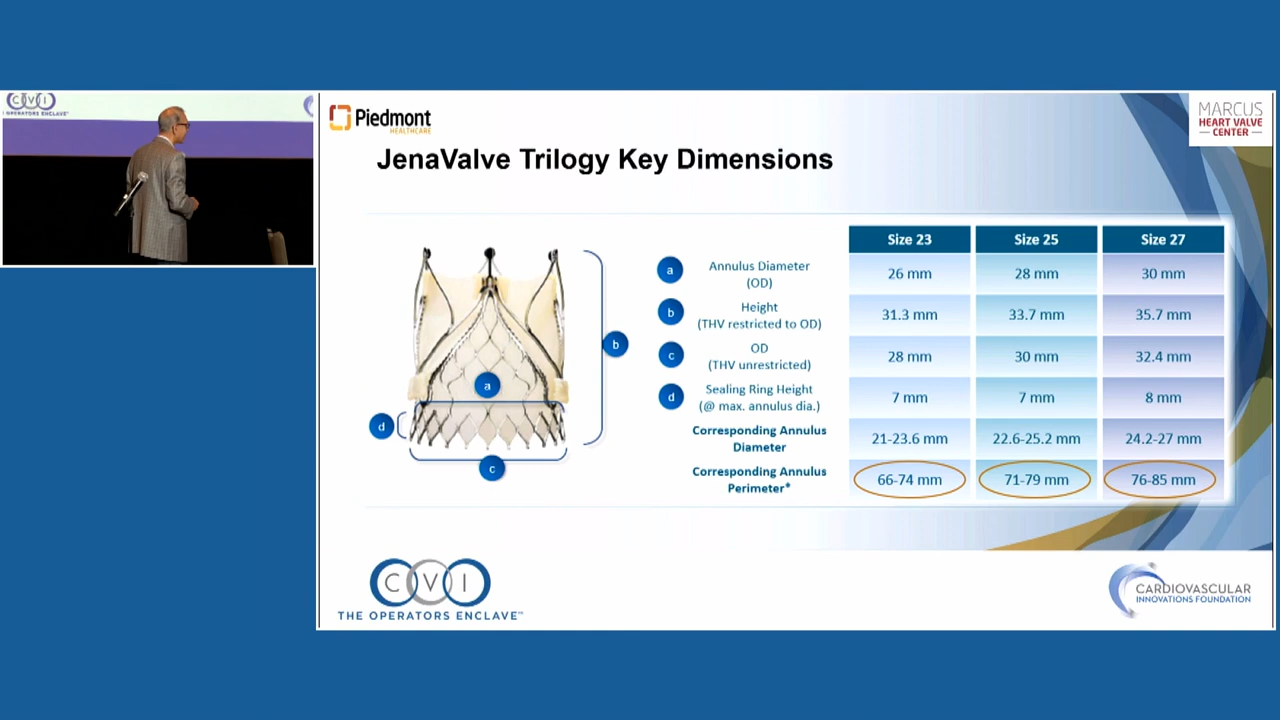 CVI
OPERATORS ENCLAVE™
Piedmont
HEALTHCARE
MARCUS
HEART VALVE
CENTER
JenaValve Trilogy Key Dimensions
Size 23 Size 25 Size 27
a Annulus Diameter (OD) 26 mm 28 mm 30 mm
b Height (THV restricted to OD) 31.3 mm 33.7 mm 35.7 mm
c OD (THV unrestricted) 28 mm 30 mm 32.4 mm
d Sealing Ring Height (@ max. annulus dia.) 7 mm 7 mm 8 mm
Corresponding Annulus Diameter 21-23.6 mm 22.6-25.2 mm 24.2-27 mm
Corresponding Annulus Perimeter* 66-74 mm 71-79 mm 76-85 mm
b
a
d
c
CVI
THE OPERATORS ENCLAVE™
CARDIOVASCULAR
INNOVATIONS FOUNDATION